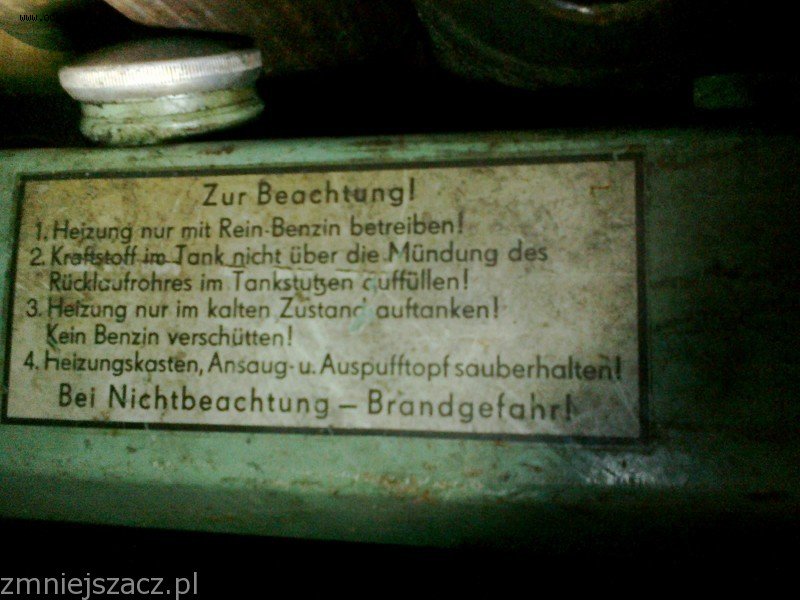 Zur Beachtung!
1. Heizung nur mit Rein-Benzin betreiben!
2. Kraftstoff im Tank nicht über die Mündung des
Rücklaufrohres im Tankstutzen auffüllen!
3. Heizung nur im kalten Zustand auftanken!
Kein Benzin verschütten!
4. Heizungskasten, Ansaug- u. Auspufftopf sauberhalten!
Bei Nichtbeachtung – Brandgefahr!
zmniejszacz.pl